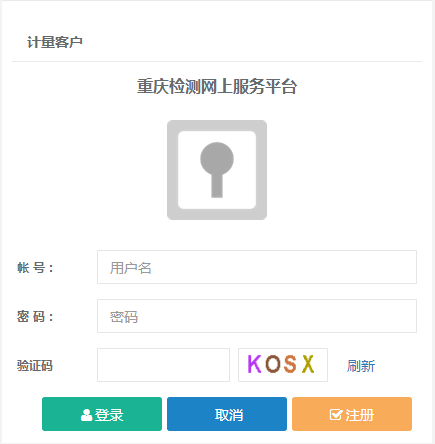 计量客户
重庆检测网上服务平台
帐 号： 用户名
密 码： 密码
验证码 KOSX 刷新
登录 取消 注册